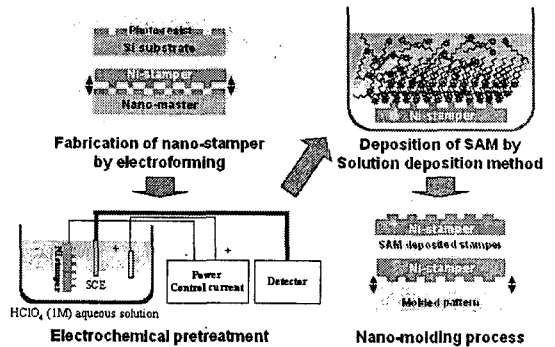 Photoresist
Si substrate
Ni-stamper
Nano-master
Fabrication of nano-stamper
by electroforming
Ni-stamper
Deposition of SAM by
Solution deposition method
Ni-stamper
SCE
+
-
+
Power
Control current
Detector
HClO₄ (1M) aqueous solution
Electrochemical pretreatment
Ni-stamper
SAM deposited stamper
Ni-stamper
Molded pattern
Nano-molding process